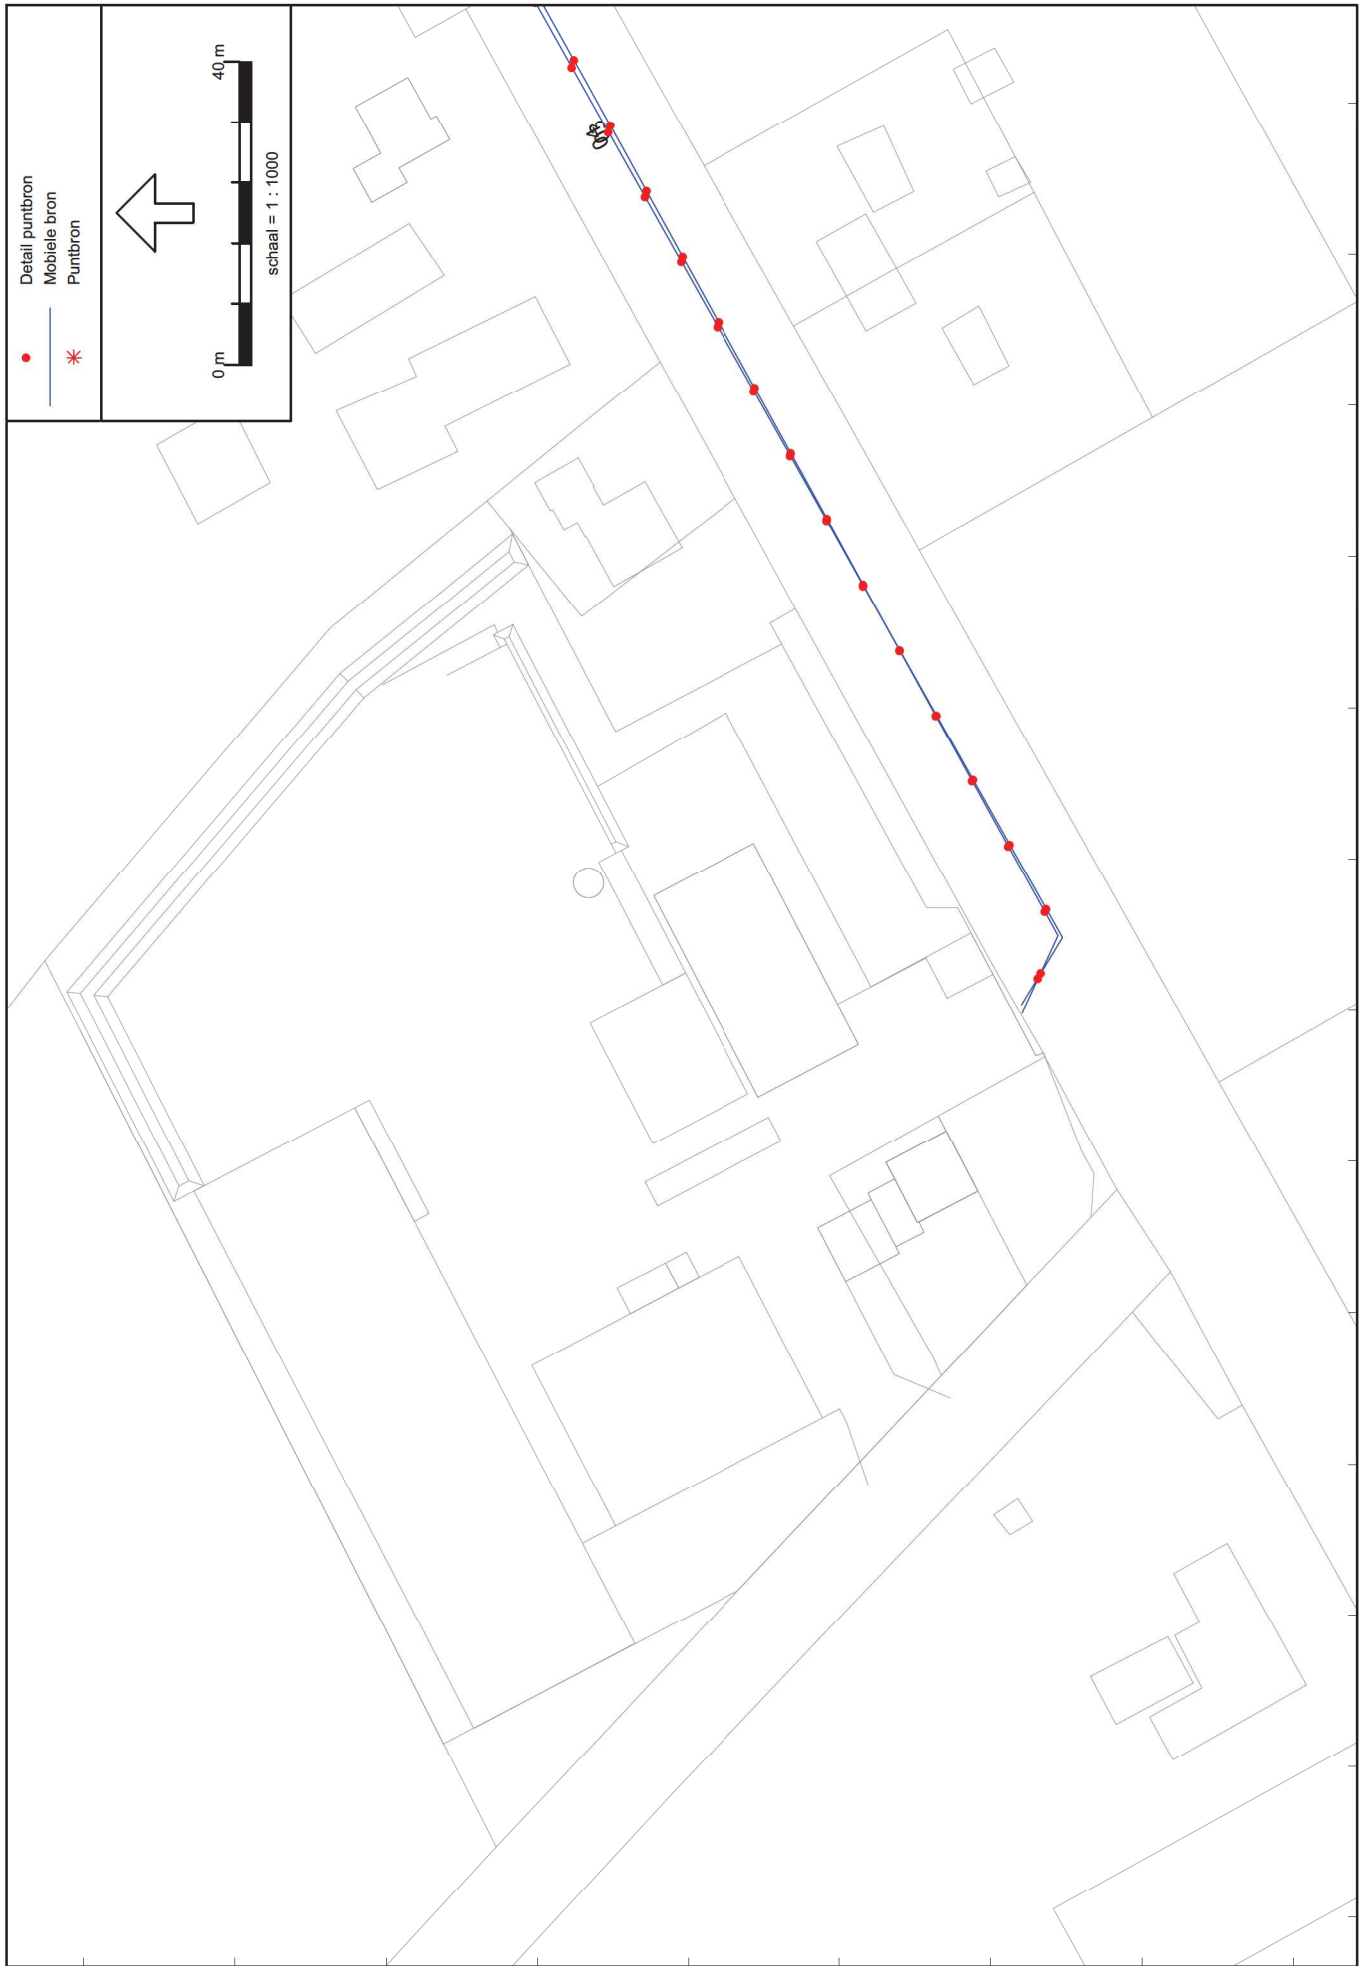 Detail puntbron
Mobiele bron
Puntbron
0 m
40 m
schaal = 1 : 1000